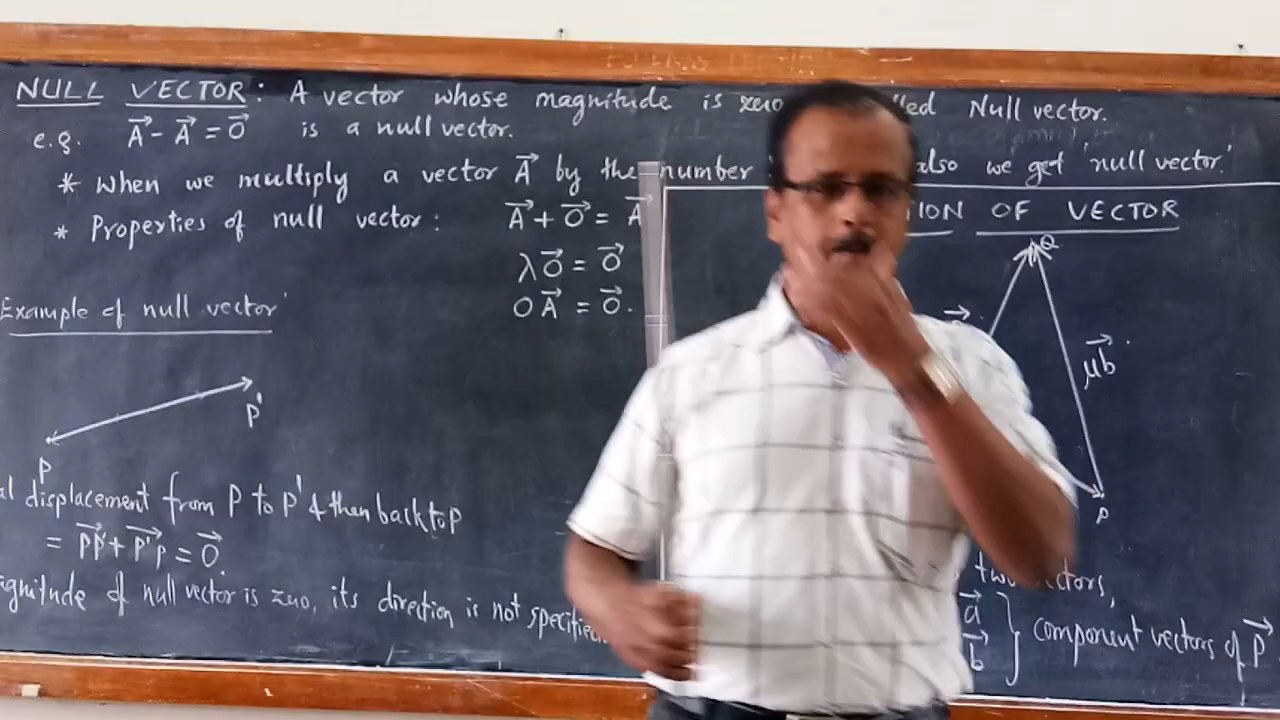 NULL VECTOR: A vector whose magnitude is led Null vector.
e.g. A⃗ - A⃗ = O⃗ is a null vector.
* When we multiply a vector A⃗ by the number also we get 'null vector.'
* Properties of null vector: A⃗ + O⃗ = A⃗
λO⃗ = O⃗
OA⃗ = O⃗.
Example of null vector'
P
P'
al displacement from P to P' & then back to P
= PP'⃗ + P'P⃗ = O⃗.
agnitude of null vector is zero, its direction is not specified
ION OF VECTOR
Q
μb⃗
P
two vectors,
a⃗
b⃗ } component vectors of P⃗